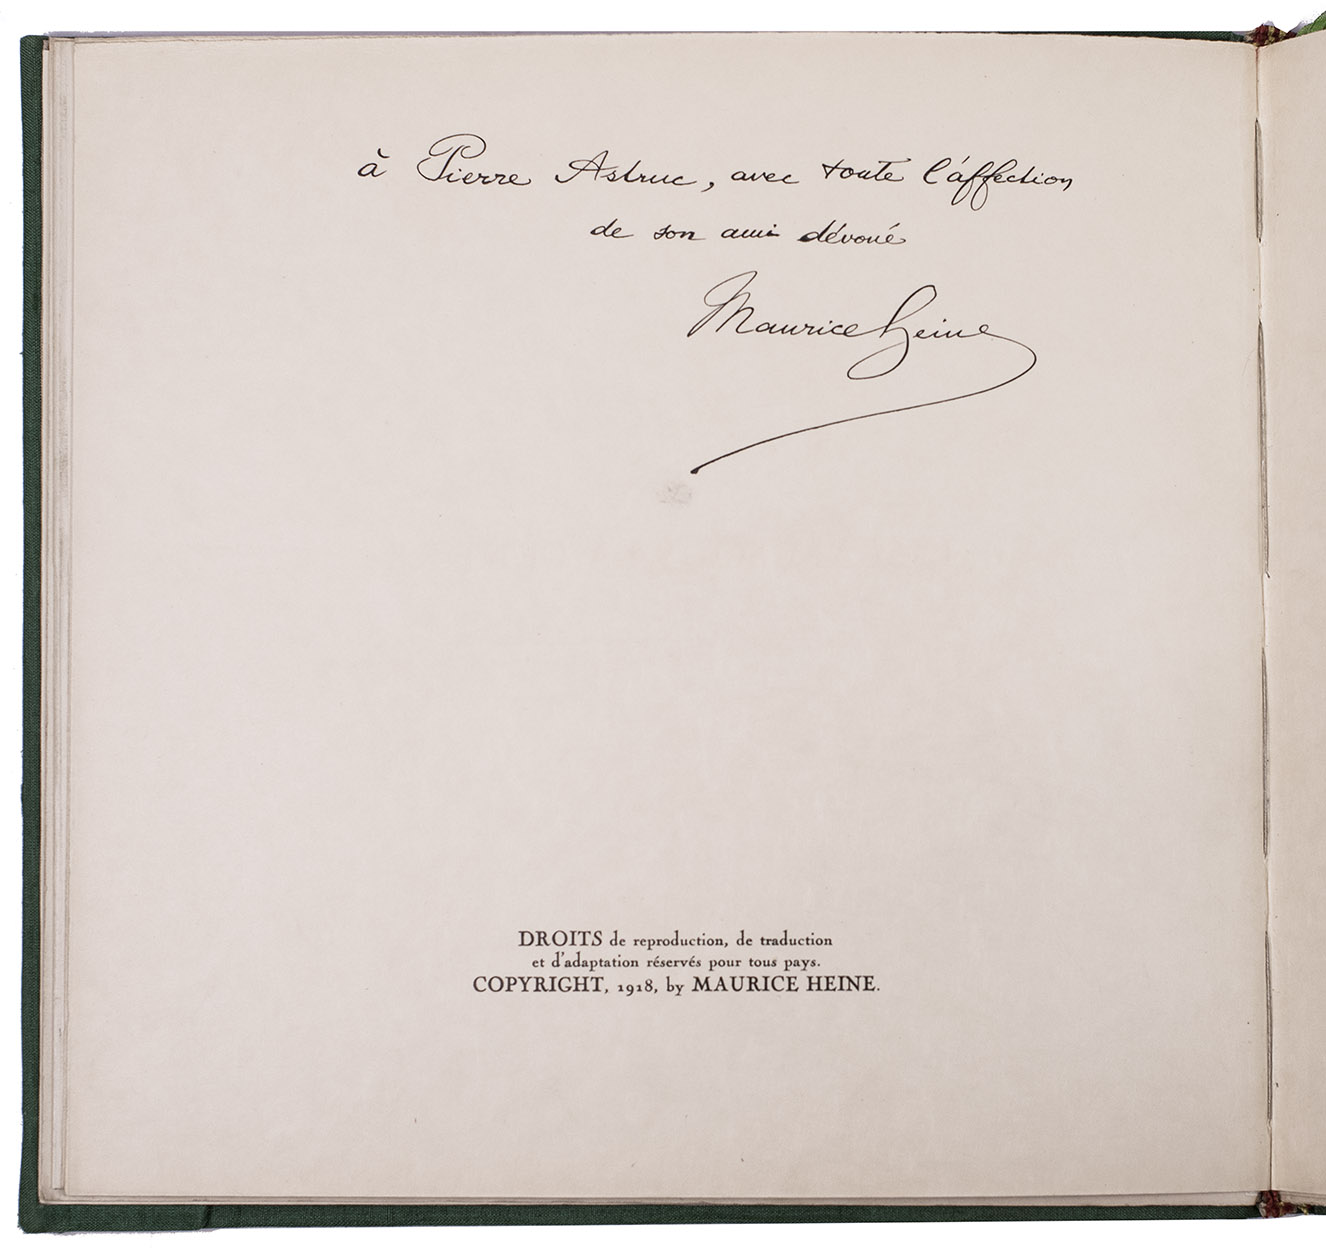 à Pierre Astruc, avec toute l'affection
de son ami dévoué
Maurice Heine
DROITS de reproduction, de traduction
et d'adaptation réservés pour tous pays.
COPYRIGHT, 1918, by MAURICE HEINE.